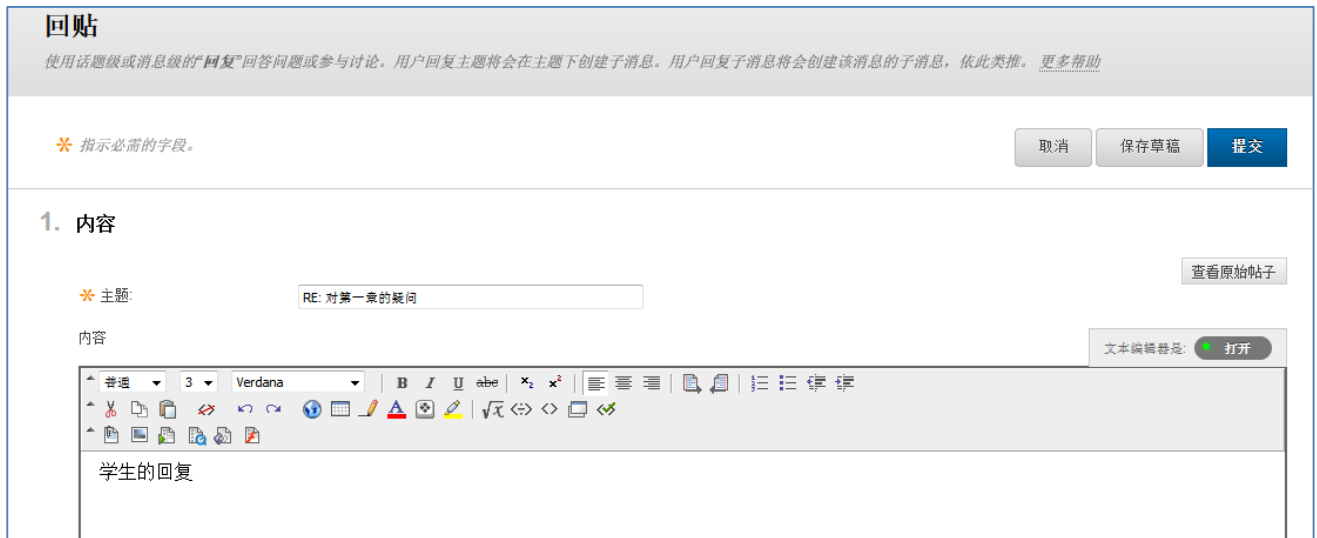 回贴
使用话题级或消息级的“回复”回答问题或参与讨论。用户回复主题将会在主题下创建子消息。用户回复子消息将会创建该消息的子消息，依此类推。 更多帮助
指示必需的字段。
取消 保存草稿 提交
1. 内容
查看原始帖子
主题: RE: 对第一章的疑问
内容
文本编辑器是: 打开
普通 3 Verdana B I U abc x₂ x²
√x <> 
学生的回复